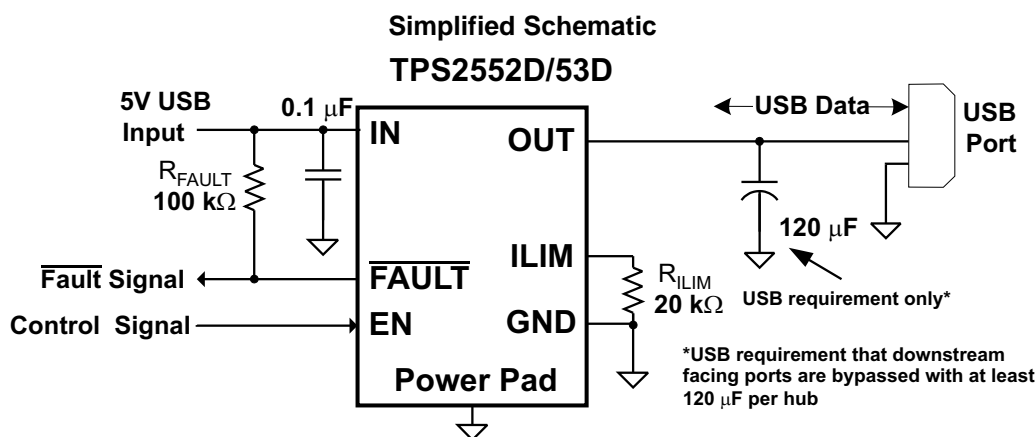 Simplified Schematic
TPS2552D/53D
5V USB
Input
0.1 μF
IN
OUT
USB Data
USB
Port
R_FAULT
100 kΩ
120 μF
USB requirement only*
Fault Signal
FAULT
ILIM
R_ILIM
20 kΩ
Control Signal
EN
GND
Power Pad
*USB requirement that downstream
facing ports are bypassed with at least
120 μF per hub